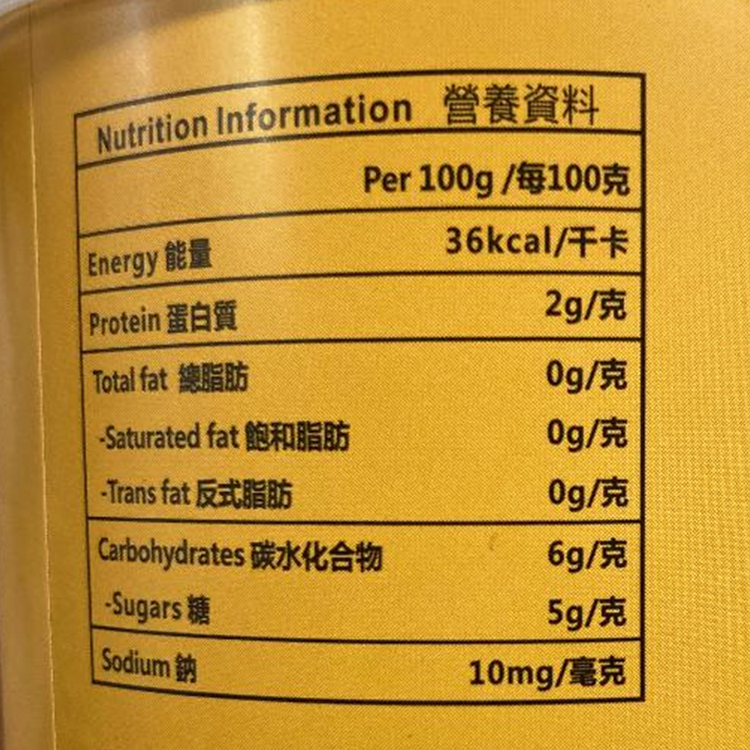 Nutrition Information 營養資料
Per 100g /每100克
Energy 能量 36kcal/千卡
Protein 蛋白質 2g/克
Total fat 總脂肪 0g/克
-Saturated fat 飽和脂肪 0g/克
-Trans fat 反式脂肪 0g/克
Carbohydrates 碳水化合物 6g/克
-Sugars 糖 5g/克
Sodium 鈉 10mg/毫克